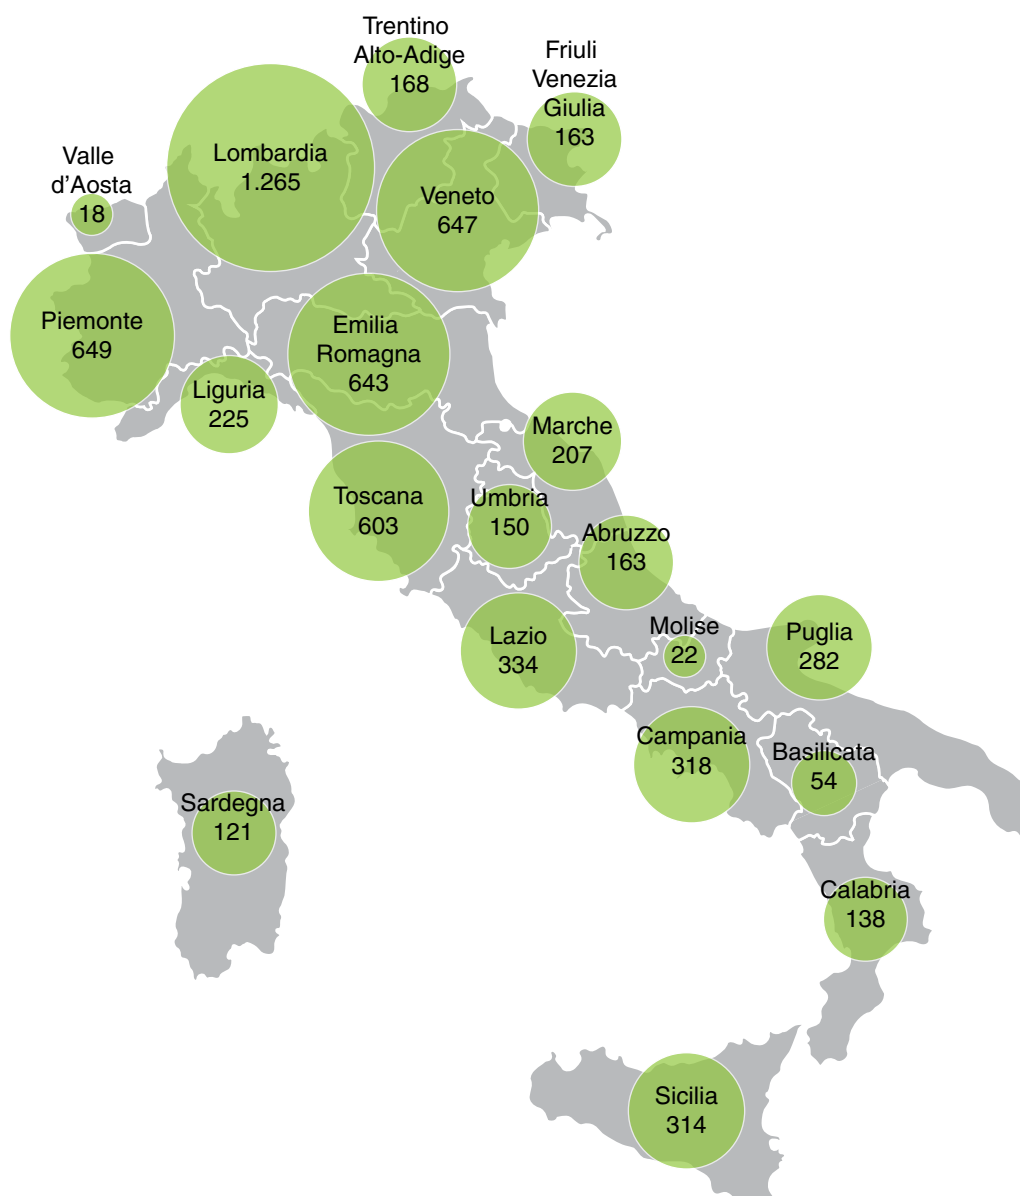 Trentino
Alto-Adige
168
Friuli
Venezia
Giulia
163
Lombardia
1.265
Valle
d'Aosta
18
Veneto
647
Piemonte
649
Emilia
Romagna
643
Liguria
225
Marche
207
Toscana
603
Umbria
150
Abruzzo
163
Lazio
334
Molise
22
Puglia
282
Campania
318
Basilicata
54
Sardegna
121
Calabria
138
Sicilia
314